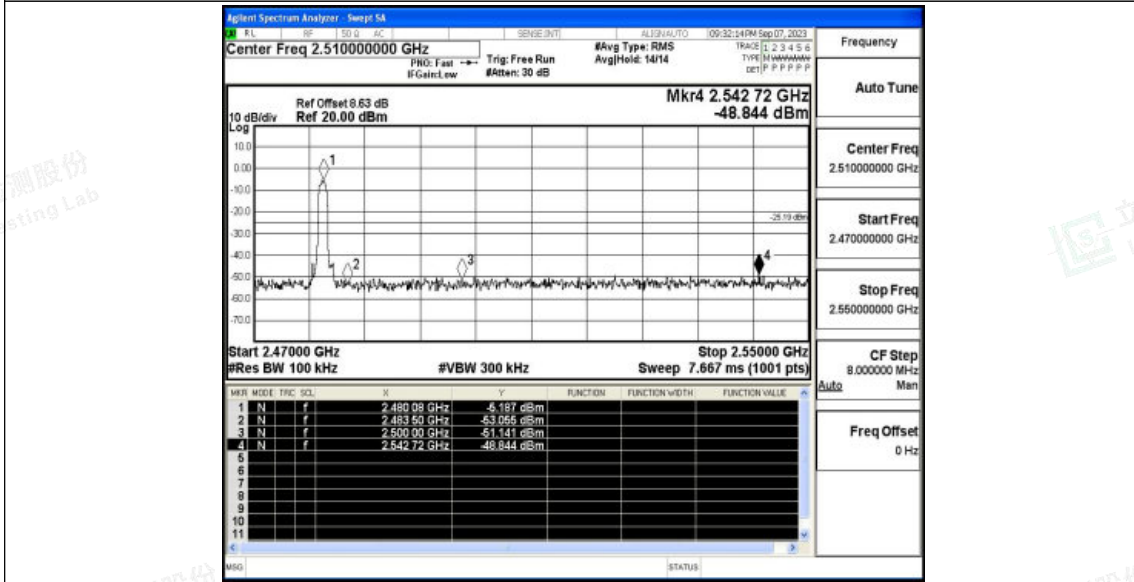 Agilent Spectrum Analyzer - Swept SA
RL RF 50 Ω AC SENSE:INT ALIGNAUTO 09:32:14 PM Sep 07, 2023
Center Freq 2.510000000 GHz
PNO: Fast
IFGain:Low
Trig: Free Run
#Atten: 30 dB
#Avg Type: RMS
Avg|Hold: 14/14
TRACE 1 2 3 4 5 6
TYPE M W W W W W
DET P P P P P P
Mkr4 2.542 72 GHz
-48.844 dBm
Ref Offset 8.63 dB
10 dB/div Ref 20.00 dBm
Log
10.0
0.00
-10.0
-20.0
-30.0
-40.0
-50.0
-60.0
-70.0
1
2
3
4
-25.19 dBm
Start 2.47000 GHz Stop 2.55000 GHz
#Res BW 100 kHz #VBW 300 kHz Sweep 7.667 ms (1001 pts)
MKR MODE TRC SCL X Y FUNCTION FUNCTION WIDTH FUNCTION VALUE
1 N f 2.480 08 GHz -5.187 dBm
2 N f 2.483 50 GHz -53.055 dBm
3 N f 2.500 00 GHz -51.141 dBm
4 N f 2.542 72 GHz -48.844 dBm
5
6
7
8
9
10
11
MSG STATUS
Frequency
Auto Tune
Center Freq
2.510000000 GHz
Start Freq
2.470000000 GHz
Stop Freq
2.550000000 GHz
CF Step
8.000000 MHz
Auto Man
Freq Offset
0 Hz
测股份
sting Lab
立